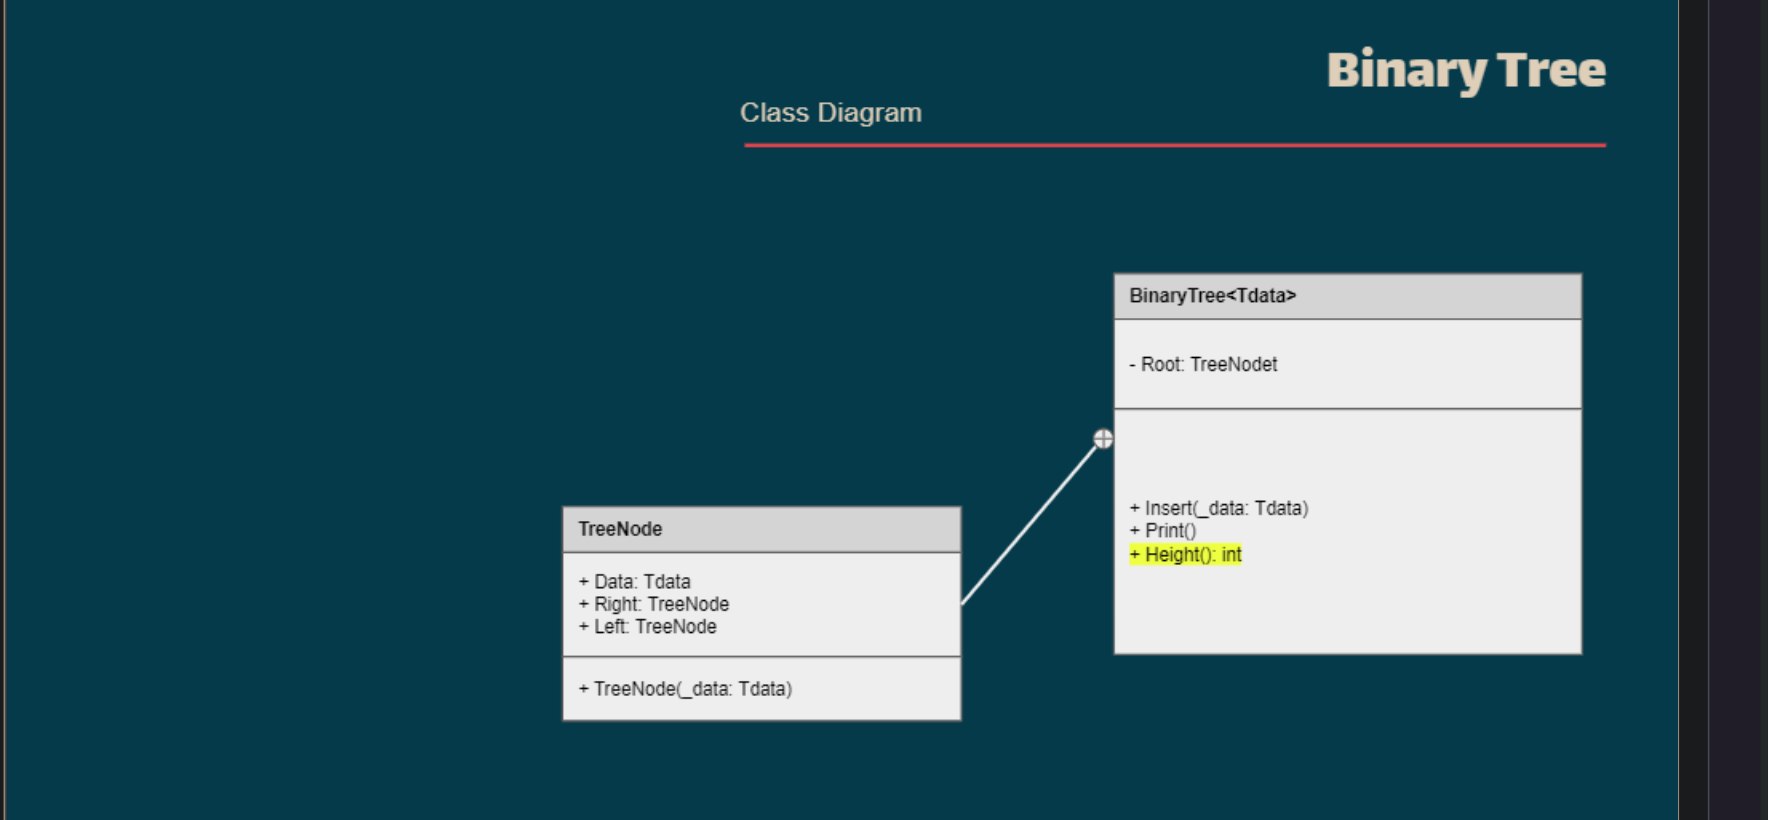 Binary Tree
Class Diagram
BinaryTree<Tdata>
- Root: TreeNodet
+ Insert(_data: Tdata)
+ Print()
+ Height(): int
TreeNode
+ Data: Tdata
+ Right: TreeNode
+ Left: TreeNode
+ TreeNode(_data: Tdata)